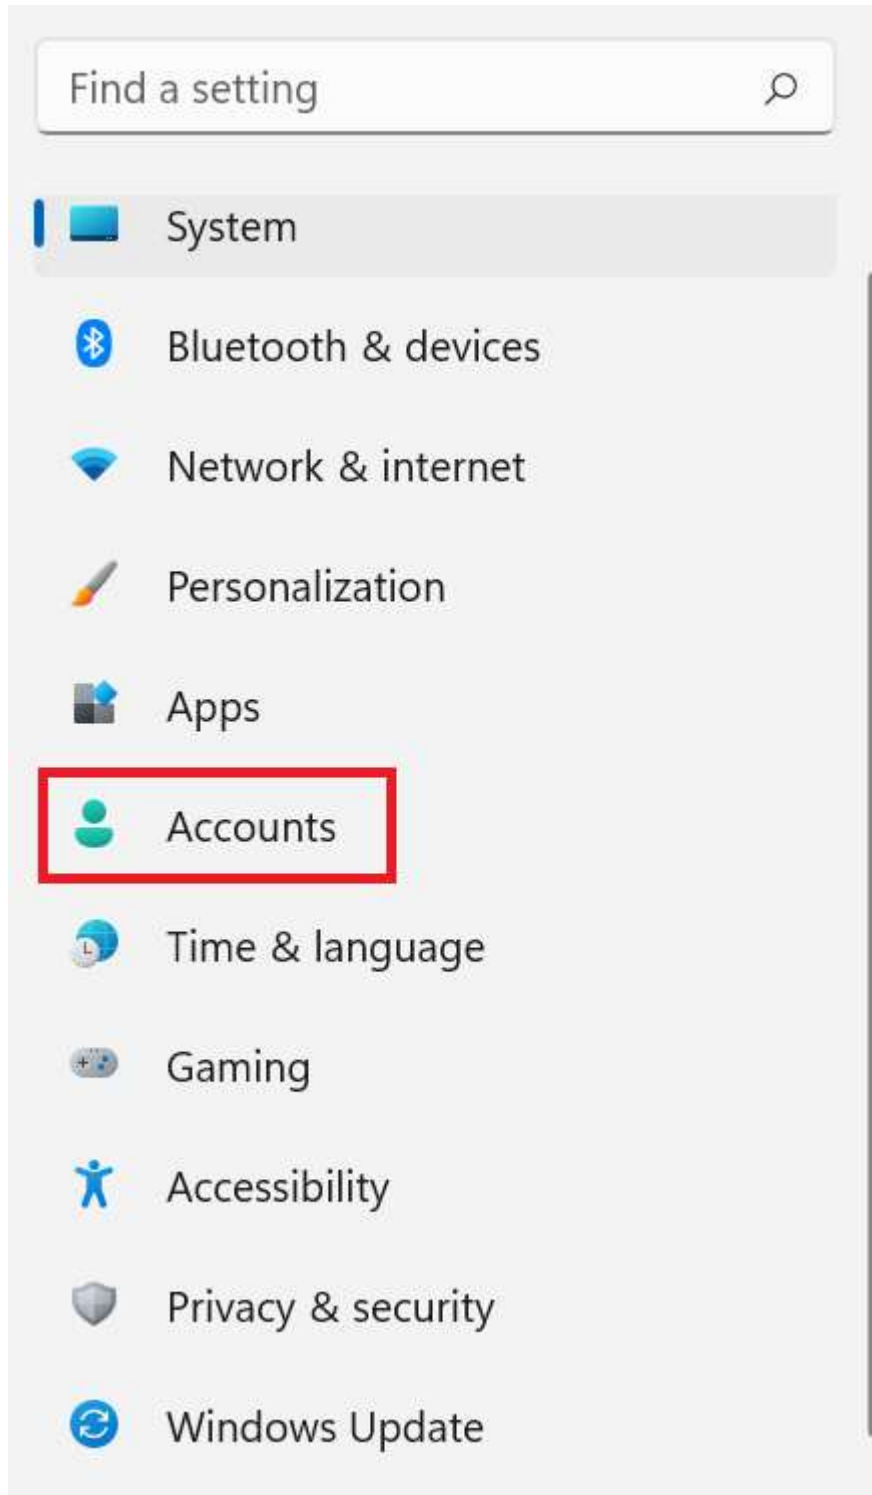 Find a setting
System
Bluetooth & devices
Network & internet
Personalization
Apps
Accounts
Time & language
Gaming
Accessibility
Privacy & security
Windows Update